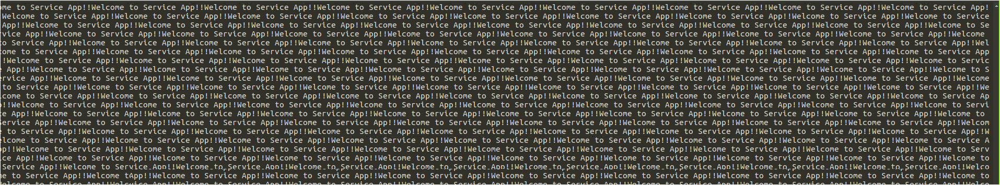 ome to Service App!!Welcome to Service App!!Welcome to Service App!!Welcome to Service App!!Welcome to Service App!!Welcome to Service App!!Welcome to Service App!!Welcome to Service App!!Welcome to Service App!
Welcome to Service App!!Welcome to Service App!!Welcome to Service App!!Welcome to Service App!!Welcome to Service App!!Welcome to Service App!!Welcome to Service App!!Welcome to Service App!!Welcome to Service
App!!Welcome to Service App!!Welcome to Service App!!Welcome to Service App!!Welcome to Service App!!Welcome to Service App!!Welcome to Service App!!Welcome to Service App!!Welcome to Service App!!Welcome to Se
rvice App!!Welcome to Service App!!Welcome to Service App!!Welcome to Service App!!Welcome to Service App!!Welcome to Service App!!Welcome to Service App!!Welcome to Service App!!Welcome to Service App!!Welcome
to Service App!!Welcome to Service App!!Welcome to Service App!!Welcome to Service App!!Welcome to Service App!!Welcome to Service App!!Welcome to Service App!!Welcome to Service App!!Welcome to Service App!!Wel
come to Service App!!Welcome to Service App!!Welcome to Service App!!Welcome to Service App!!Welcome to Service App!!Welcome to Service App!!Welcome to Service App!!Welcome to Service App!!Welcome to Service App
!Welcome to Service App!!Welcome to Service App!!Welcome to Service App!!Welcome to Service App!!Welcome to Service App!!Welcome to Service App!!Welcome to Service App!!Welcome to Service App!!Welcome to Servic
e App!!Welcome to Service App!!Welcome to Service App!!Welcome to Service App!!Welcome to Service App!!Welcome to Service App!!Welcome to Service App!!Welcome to Service App!!Welcome to Service App!!Welcome to S
ervice App!!Welcome to Service App!!Welcome to Service App!!Welcome to Service App!!Welcome to Service App!!Welcome to Service App!!Welcome to Service App!!Welcome to Service App!!Welcome to Service App!!Welcome
to Service App!!Welcome to Service App!!Welcome to Service App!!Welcome to Service App!!Welcome to Service App!!Welcome to Service App!!Welcome to Service App!!Welcome to Service App!!Welcome to Service App!!We
lcome to Service App!!Welcome to Service App!!Welcome to Service App!!Welcome to Service App!!Welcome to Service App!!Welcome to Service App!!Welcome to Service App!!Welcome to Service App!!Welcome to Service Ap
p!!Welcome to Service App!!Welcome to Service App!!Welcome to Service App!!Welcome to Service App!!Welcome to Service App!!Welcome to Service App!!Welcome to Service App!!Welcome to Service App!!Welcome to Servi
ce App!!Welcome to Service App!!Welcome to Service App!!Welcome to Service App!!Welcome to Service App!!Welcome to Service App!!Welcome to Service App!!Welcome to Service App!!Welcome to Service App!!Welcome to
Service App!!Welcome to Service App!!Welcome to Service App!!Welcome to Service App!!Welcome to Service App!!Welcome to Service App!!Welcome to Service App!!Welcome to Service App!!Welcome to Service App!!Welcom
e to Service App!!Welcome to Service App!!Welcome to Service App!!Welcome to Service App!!Welcome to Service App!!Welcome to Service App!!Welcome to Service App!!Welcome to Service App!!Welcome to Service App!!W
elcome to Service App!!Welcome to Service App!!Welcome to Service App!!Welcome to Service App!!Welcome to Service App!!Welcome to Service App!!Welcome to Service App!!Welcome to Service App!!Welcome to Service A
pp!!Welcome to Service App!!Welcome to Service App!!Welcome to Service App!!Welcome to Service App!!Welcome to Service App!!Welcome to Service App!!Welcome to Service App!!Welcome to Service App!!Welcome to Serv
ice App!!Welcome to Service App!!Welcome to Service App!!Welcome to Service App!!Welcome to Service App!!Welcome to Service App!!Welcome to Service App!!Welcome to Service App!!Welcome to Service App!!Welcome to
Service App!!Welcome to Service App!!Welcome to Service App!!Welcome to Service App!!Welcome to Service App!!Welcome to Service App!!Welcome to Service App!!Welcome to Service App!!Welcome to Service App!!Welco
me to Service App!!Welcome tApp!!Welcome to Service App!!Welcome to Service App!!Welcome to Service App!!Welcome to Service App!!Welcome to Service App!!Welcome to Service App!!Welcome to Service App!!Welcome to